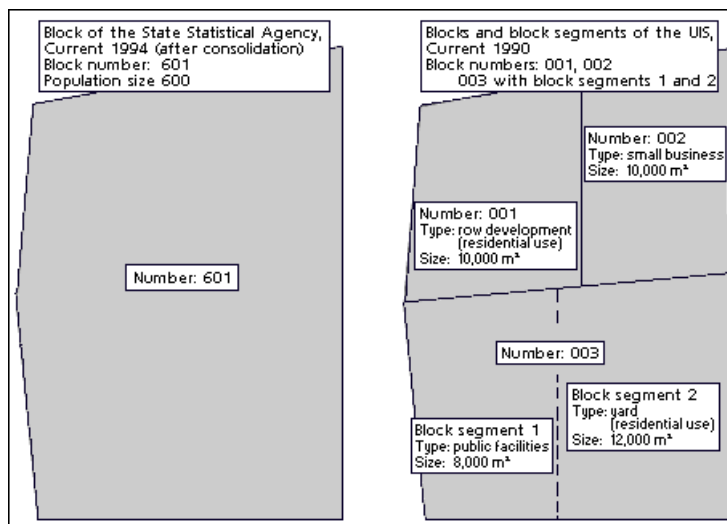 Block of the State Statistical Agency,
Current 1994 (after consolidation)
Block number: 601
Population size 600
Number: 601
Blocks and block segments of the UIS,
Current 1990
Block numbers: 001, 002
003 with block segments 1 and 2
Number: 002
Type: small business
Size: 10,000 m²
Number: 001
Type: row development
(residential use)
Size: 10,000 m²
Number: 003
Block segment 1
Type: public facilities
Size: 8,000 m²
Block segment 2
Type: yard
(residential use)
Size: 12,000 m²